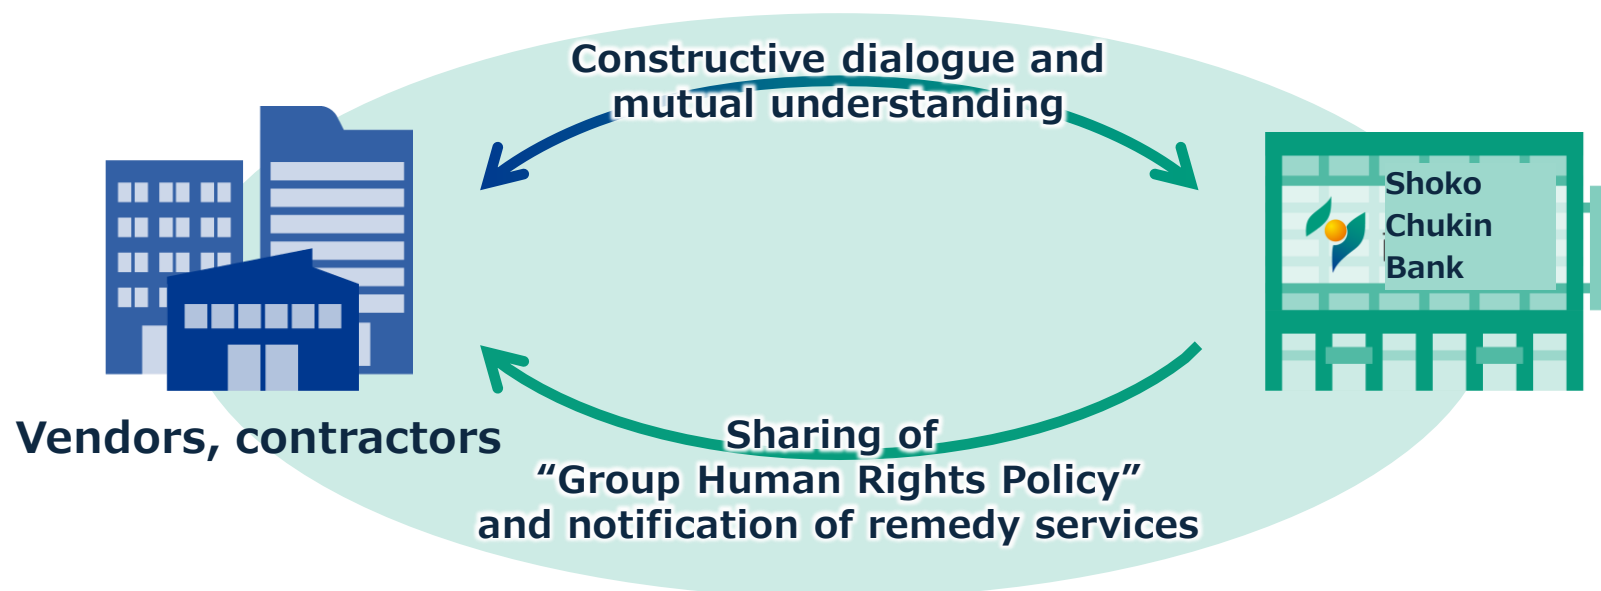 Constructive dialogue and
mutual understanding
Shoko
Chukin
Bank
Vendors, contractors
Sharing of
“Group Human Rights Policy”
and notification of remedy services